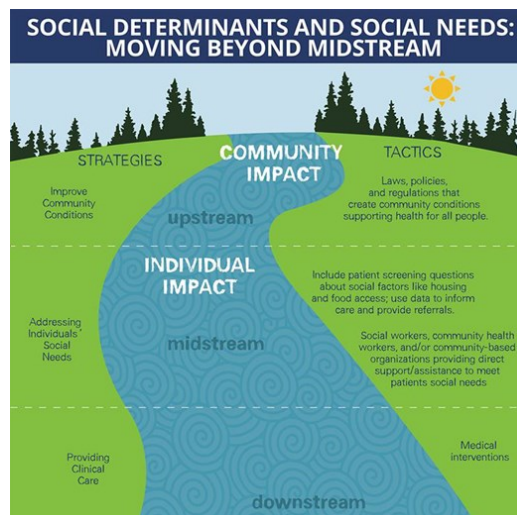 SOCIAL DETERMINANTS AND SOCIAL NEEDS:
MOVING BEYOND MIDSTREAM
STRATEGIES
COMMUNITY
IMPACT
TACTICS
Improve
Community
Conditions
upstream
Laws, policies,
and regulations that
create community conditions
supporting health for all people.
INDIVIDUAL
IMPACT
Addressing
Individuals'
Social
Needs
midstream
Include patient screening questions
about social factors like housing
and food access; use data to inform
care and provide referrals.
Social workers, community health
workers, and/or community-based
organizations providing direct
support/assistance to meet
patients social needs
Providing
Clinical
Care
downstream
Medical
interventions